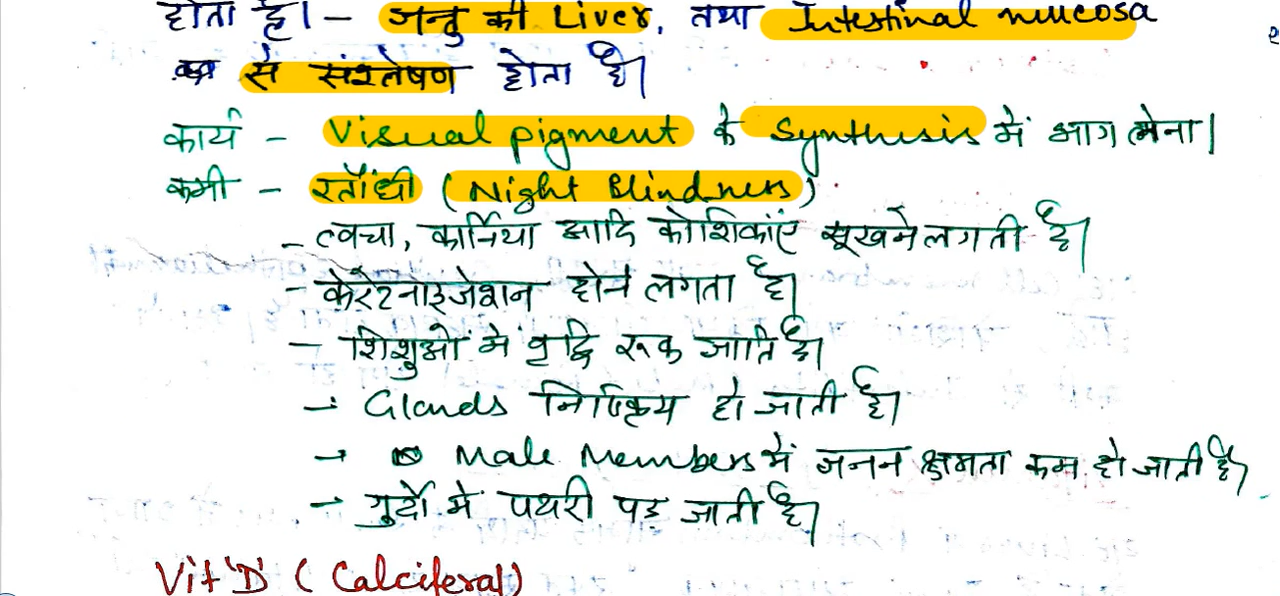 होता है। – जन्तु की Liver, तथा Intestinal mucosa
से संश्लेषण होता है।
कार्य – Visual pigment के Synthesis में भाग लेना।
कमी – रतौंधी (Night Blindness)
– त्वचा, कार्निया आदि कोशिकाएं सूखने लगती है।
– केरेटनाइजेशन होने लगता है।
– शिशुओं में वृद्धि रूक जाति है।
→ Glands निष्क्रिय हो जाती है।
→ Male Members में जनन क्षमता कम हो जाती है।
→ गुर्दो में पथरी पड़ जाती है।
Vit 'D' (Calciferal)